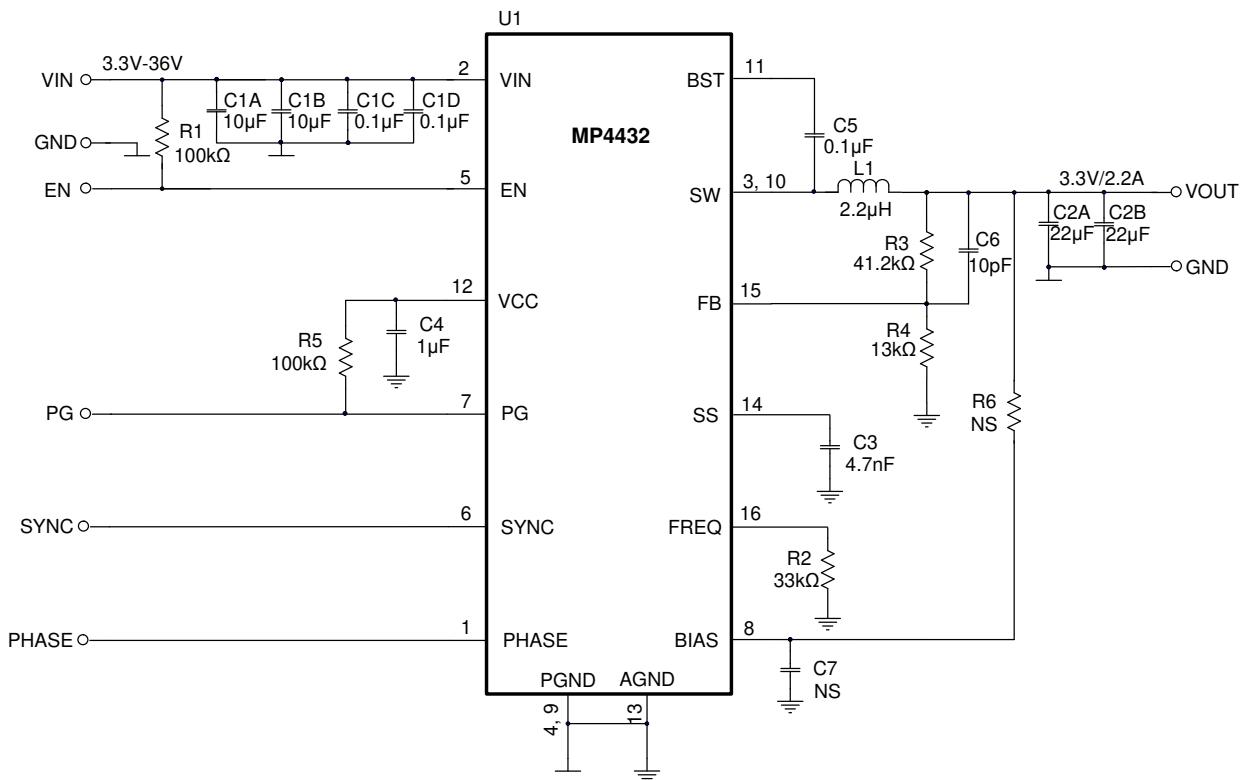 U1
MP4432
VIN
3.3V-36V
2
VIN
C1A
10µF
C1B
10µF
C1C
0.1µF
C1D
0.1µF
GND
R1
100kΩ
EN
5
EN
12
VCC
C4
1µF
R5
100kΩ
PG
7
PG
SYNC
6
SYNC
PHASE
1
PHASE
PGND
AGND
4, 9
13
BST
11
C5
0.1µF
L1
2.2µH
SW
3, 10
3.3V/2.2A
VOUT
R3
41.2kΩ
C6
10pF
C2A
22µF
C2B
22µF
GND
FB
15
R4
13kΩ
R6
NS
SS
14
C3
4.7nF
FREQ
16
R2
33kΩ
BIAS
8
C7
NS